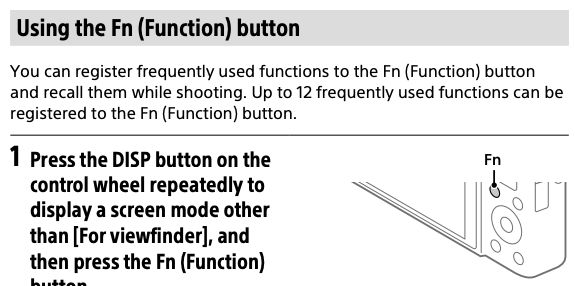 Using the Fn (Function) button
You can register frequently used functions to the Fn (Function) button
and recall them while shooting. Up to 12 frequently used functions can be
registered to the Fn (Function) button.
1 Press the DISP button on the
control wheel repeatedly to
display a screen mode other
than [For viewfinder], and
then press the Fn (Function)
button.
Fn